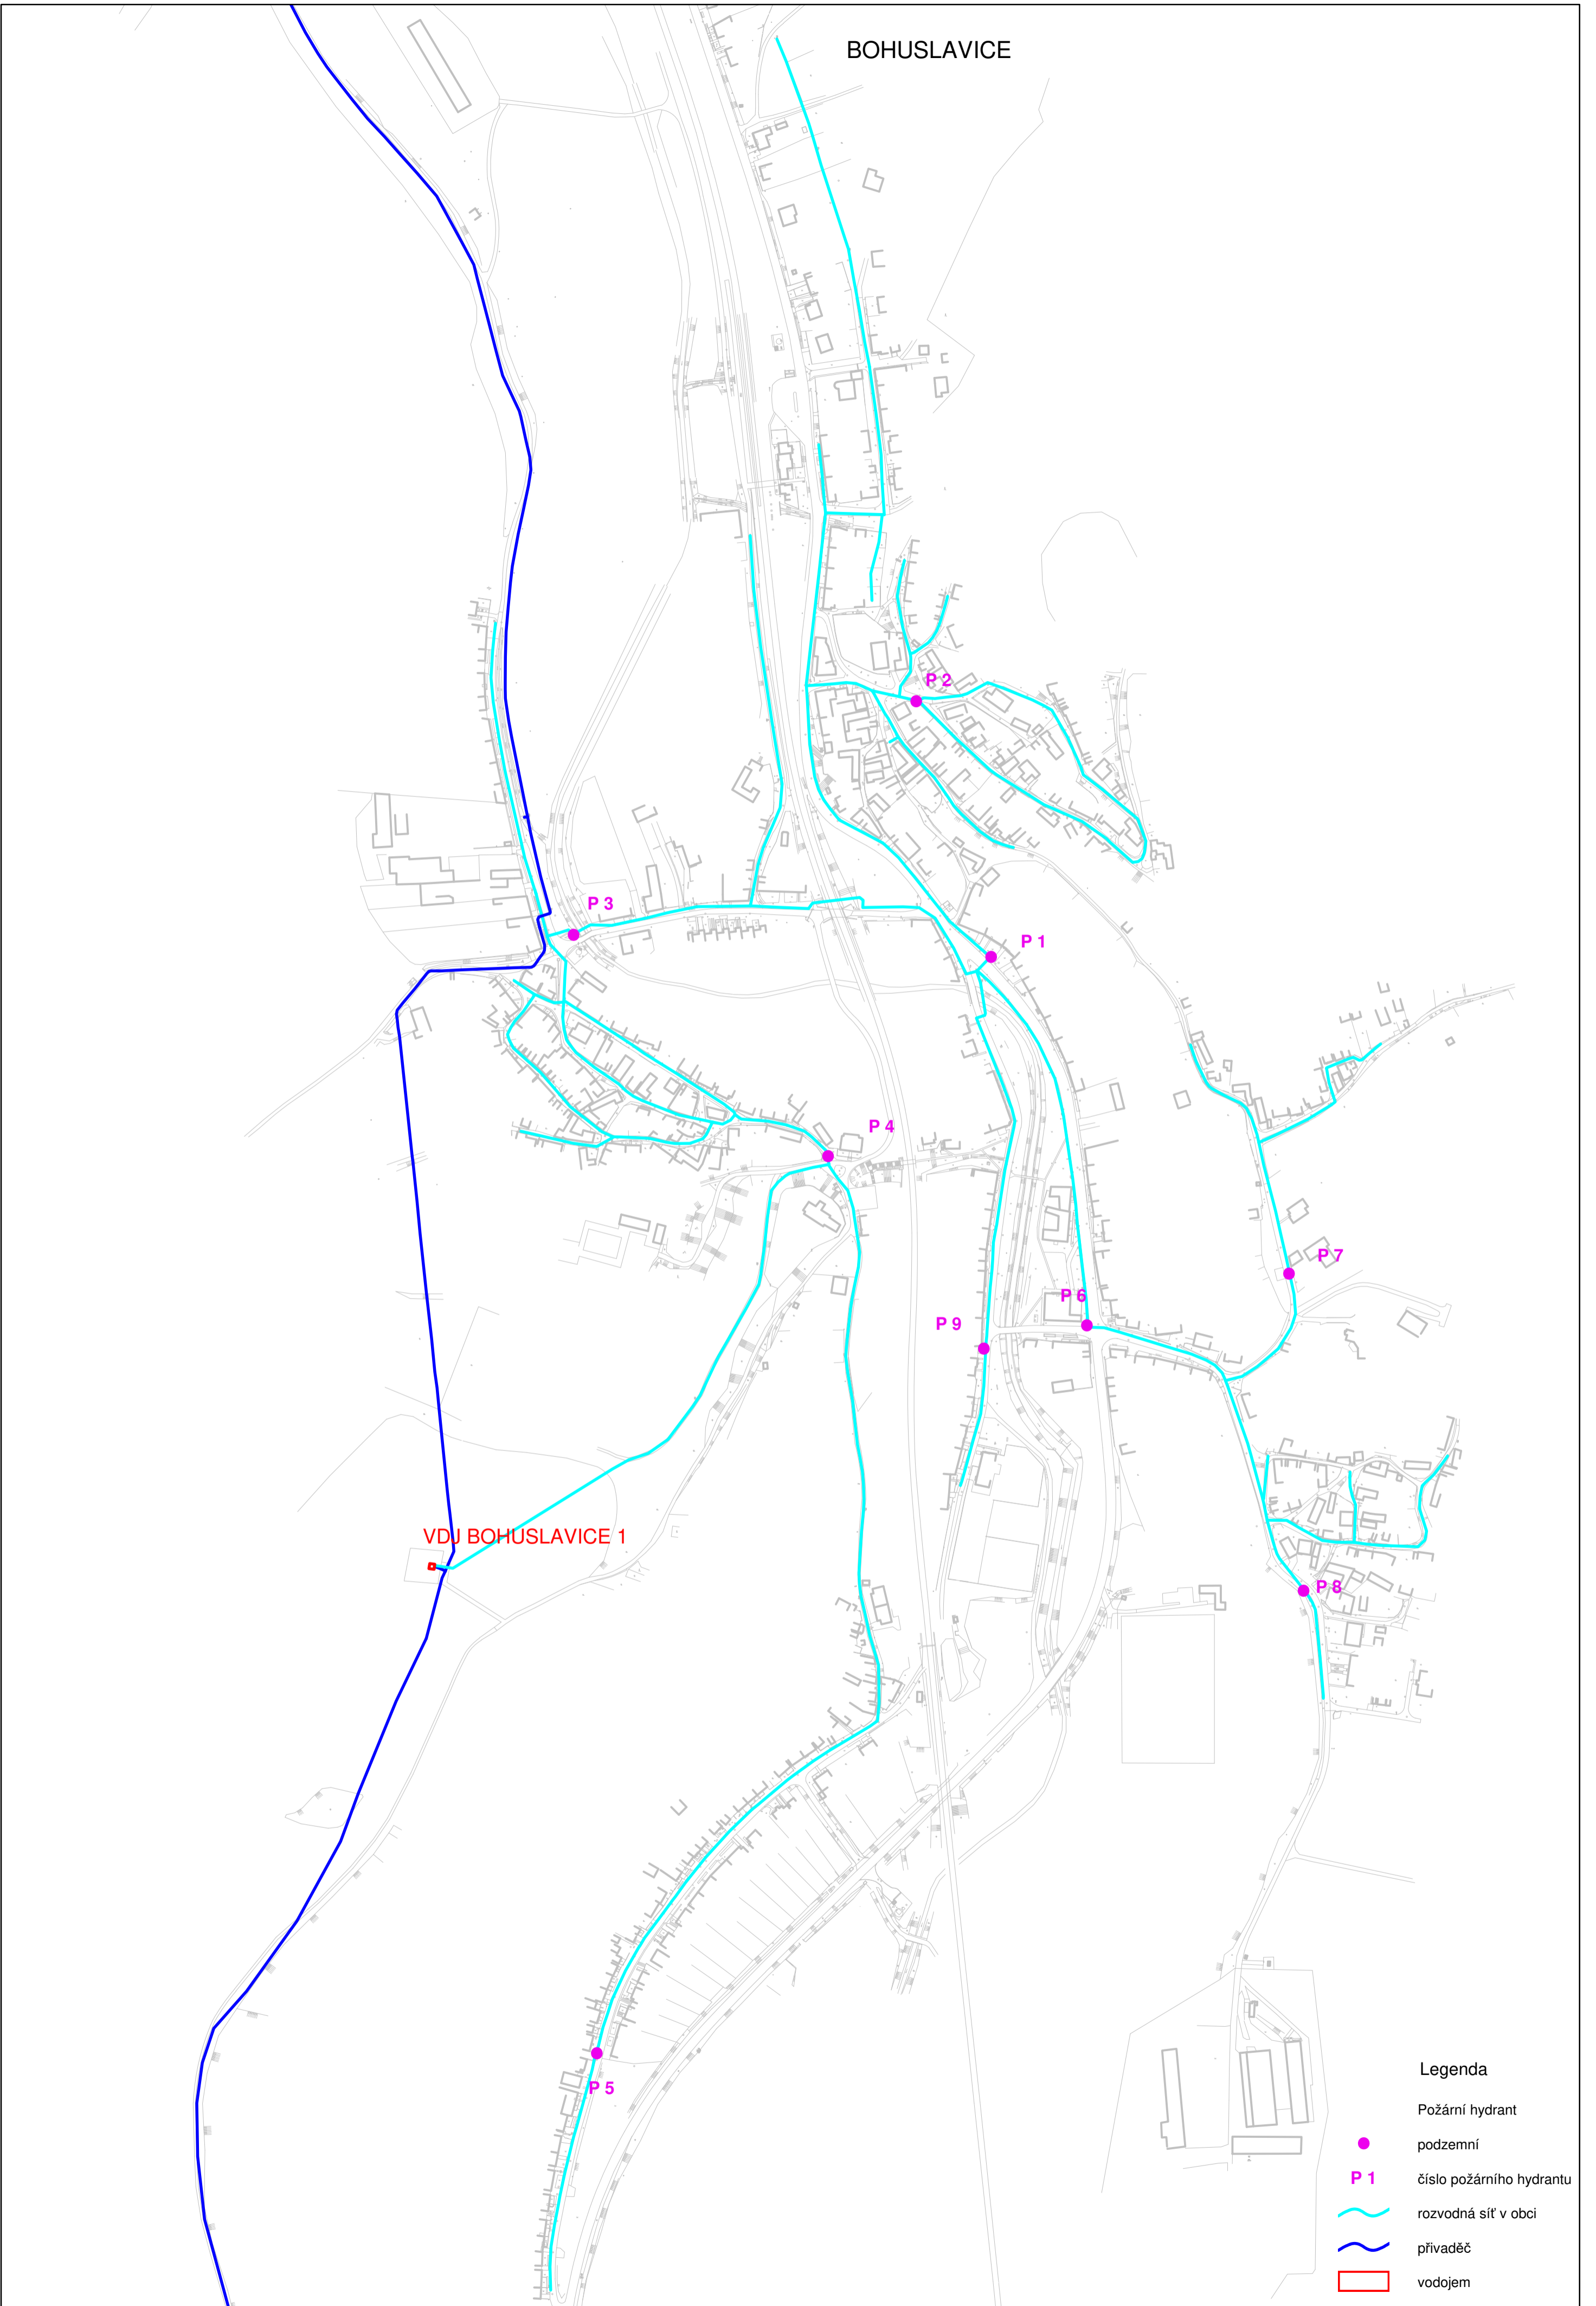 BOHUSLAVICE
P 2
P 3
P 1
P 4
P 7
P 6
P 9
VDJ BOHUSLAVICE 1
P 8
P 5
Legenda
Požární hydrant
podzemní
P 1 číslo požárního hydrantu
rozvodná síť v obci
přivaděč
vodojem